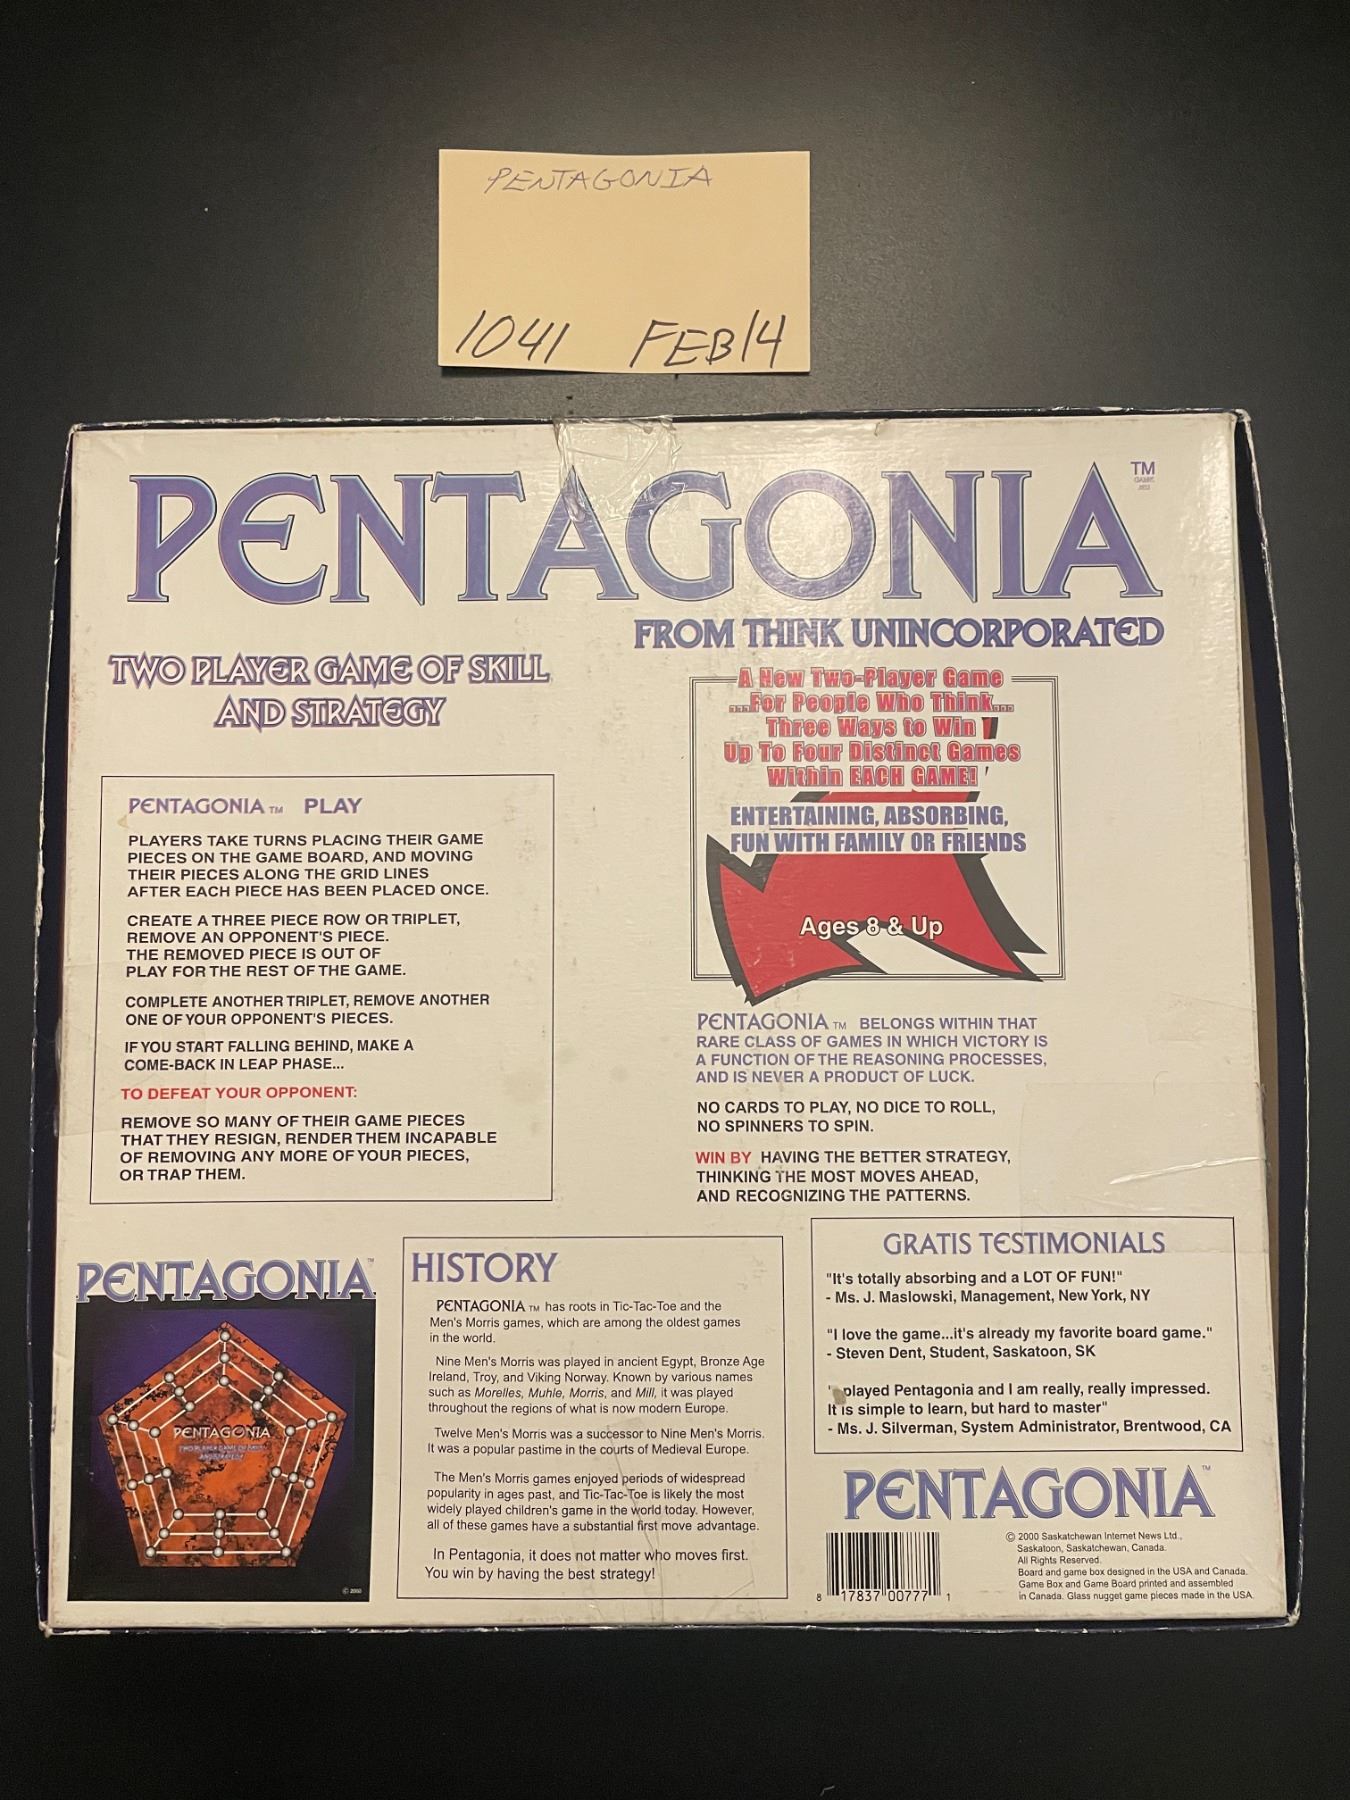 PENTAGONIA
1041 FEB14
PENTAGONIA TM
FROM THINK UNINCORPORATED
TWO PLAYER GAME OF SKILL
AND STRATEGY
PENTAGONIA TM PLAY
PLAYERS TAKE TURNS PLACING THEIR GAME
PIECES ON THE GAME BOARD, AND MOVING
THEIR PIECES ALONG THE GRID LINES
AFTER EACH PIECE HAS BEEN PLACED ONCE.
CREATE A THREE PIECE ROW OR TRIPLET,
REMOVE AN OPPONENT'S PIECE.
THE REMOVED PIECE IS OUT OF
PLAY FOR THE REST OF THE GAME.
COMPLETE ANOTHER TRIPLET, REMOVE ANOTHER
ONE OF YOUR OPPONENT'S PIECES.
IF YOU START FALLING BEHIND, MAKE A
COME-BACK IN LEAP PHASE...
TO DEFEAT YOUR OPPONENT:
REMOVE SO MANY OF THEIR GAME PIECES
THAT THEY RESIGN, RENDER THEM INCAPABLE
OF REMOVING ANY MORE OF YOUR PIECES,
OR TRAP THEM.
A New Two-Player Game
...For People Who Think...
Three Ways to Win !
Up To Four Distinct Games
Within EACH GAME!
ENTERTAINING, ABSORBING,
FUN WITH FAMILY OR FRIENDS
Ages 8 & Up
PENTAGONIA TM BELONGS WITHIN THAT
RARE CLASS OF GAMES IN WHICH VICTORY IS
A FUNCTION OF THE REASONING PROCESSES,
AND IS NEVER A PRODUCT OF LUCK.
NO CARDS TO PLAY, NO DICE TO ROLL,
NO SPINNERS TO SPIN.
WIN BY HAVING THE BETTER STRATEGY,
THINKING THE MOST MOVES AHEAD,
AND RECOGNIZING THE PATTERNS.
PENTAGONIA TM
PENTAGONIA
TWO PLAYER GAME OF SKILL
AND STRATEGY
© 2000
HISTORY
PENTAGONIA TM has roots in Tic-Tac-Toe and the
Men's Morris games, which are among the oldest games
in the world.
Nine Men's Morris was played in ancient Egypt, Bronze Age
Ireland, Troy, and Viking Norway. Known by various names
such as Morelles, Muhle, Morris, and Mill, it was played
throughout the regions of what is now modern Europe.
Twelve Men's Morris was a successor to Nine Men's Morris.
It was a popular pastime in the courts of Medieval Europe.
The Men's Morris games enjoyed periods of widespread
popularity in ages past, and Tic-Tac-Toe is likely the most
widely played children's game in the world today. However,
all of these games have a substantial first move advantage.
In Pentagonia, it does not matter who moves first.
You win by having the best strategy!
GRATIS TESTIMONIALS
"It's totally absorbing and a LOT OF FUN!"
- Ms. J. Maslowski, Management, New York, NY
"I love the game...it's already my favorite board game."
- Steven Dent, Student, Saskatoon, SK
" played Pentagonia and I am really, really impressed.
It is simple to learn, but hard to master"
- Ms. J. Silverman, System Administrator, Brentwood, CA
PENTAGONIA TM
8 17837 00777 1
© 2000 Saskatchewan Internet News Ltd.,
Saskatoon, Saskatchewan, Canada.
All Rights Reserved.
Board and game box designed in the USA and Canada.
Game Box and Game Board printed and assembled
in Canada. Glass nugget game pieces made in the USA.